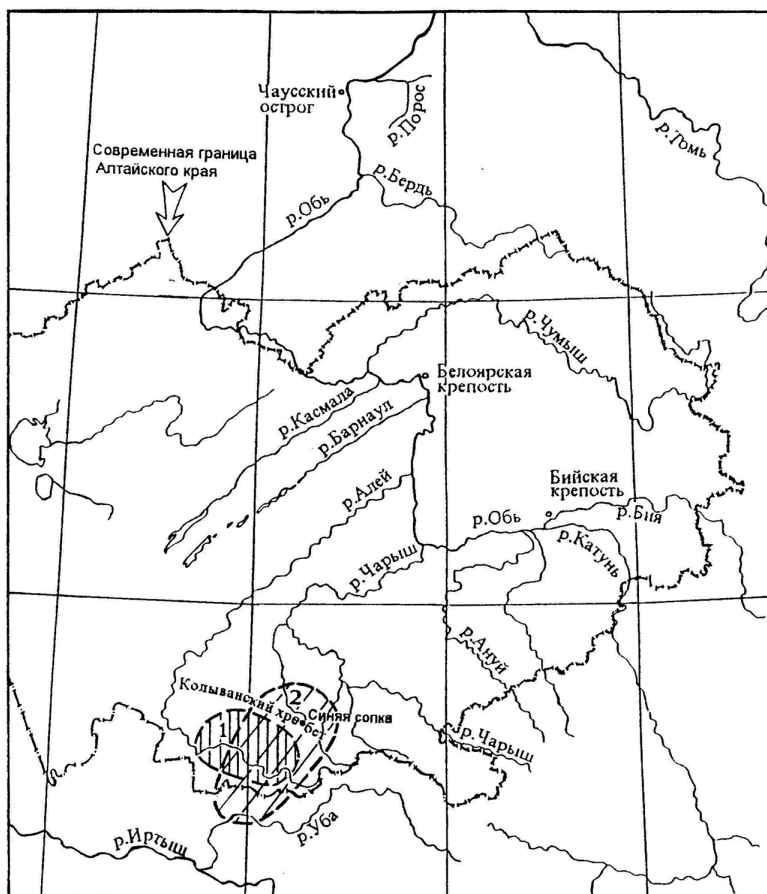 Чаусский
острог
р.Порос
р.Томь
Современная граница
Алтайского края
р.Обь
р.Бердь
р.Чумыш
Белоярская
крепость
р.Касмала
р.Барнаул
р.Алей
Бийская
крепость
р.Обь
р.Бия
р.Катунь
р.Чарыш
р.Ануй
Колыванский хребет
2
Синяя сопка
1
р.Чарыш
р.Уба
р.Иртыш